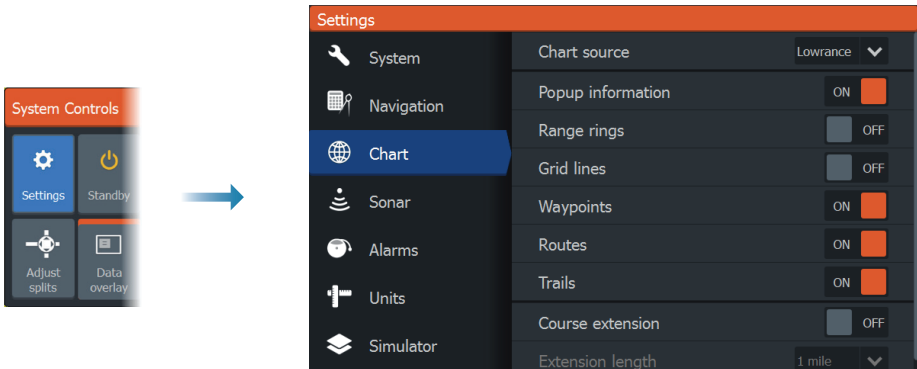 System Controls
Settings
Standby
Adjust
splits
Data
overlay
Settings
System
Navigation
Chart
Sonar
Alarms
Units
Simulator
Chart source Lowrance
Popup information ON
Range rings OFF
Grid lines OFF
Waypoints ON
Routes ON
Trails ON
Course extension OFF
Extension length 1 mile